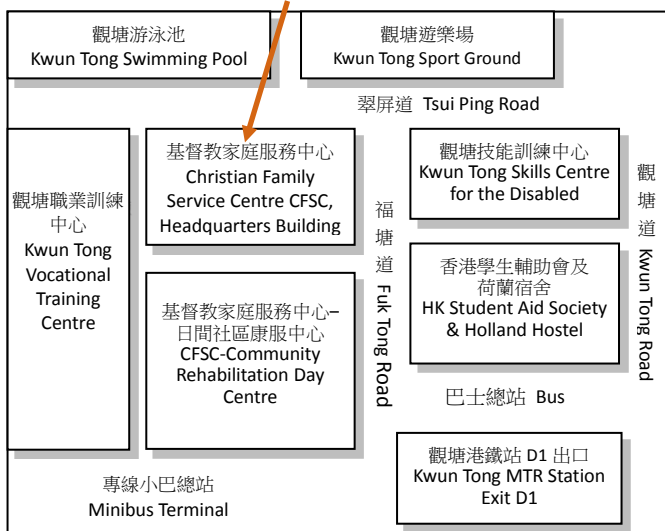 觀塘游泳池
Kwun Tong Swimming Pool
觀塘遊樂場
Kwun Tong Sport Ground
翠屏道 Tsui Ping Road
觀塘職業訓練
中心
Kwun Tong
Vocational
Training
Centre
基督教家庭服務中心
Christian Family
Service Centre CFSC,
Headquarters Building
基督教家庭服務中心–
日間社區康服中心
CFSC-Community
Rehabilitation Day
Centre
福塘道 Fuk Tong Road
觀塘技能訓練中心
Kwun Tong Skills Centre
for the Disabled
香港學生輔助會及
荷蘭宿舍
HK Student Aid Society
& Holland Hostel
觀塘道 Kwun Tong Road
巴士總站 Bus
觀塘港鐵站 D1 出口
Kwun Tong MTR Station
Exit D1
專線小巴總站
Minibus Terminal